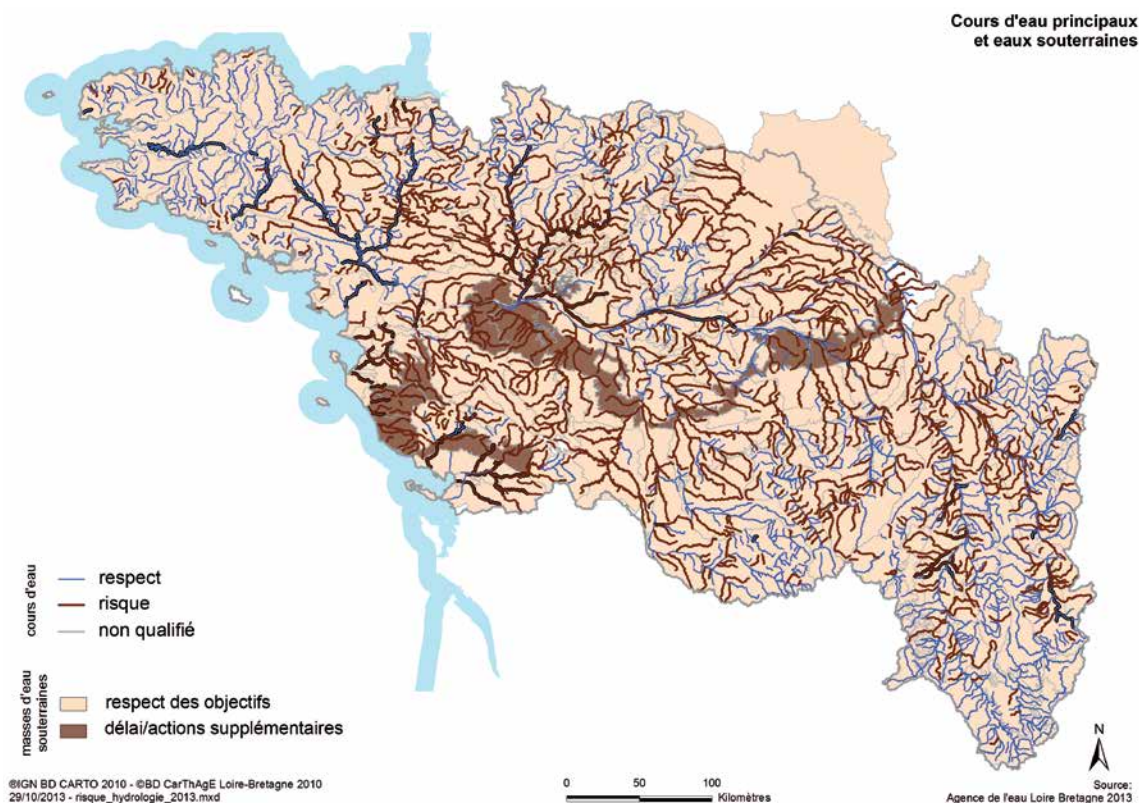 Cours d'eau principaux
et eaux souterraines
cours d'eau
respect
risque
non qualifié
masses d'eau
souterraines
respect des objectifs
délai/actions supplémentaires
N
©IGN BD CARTO 2010 - ©BD CarThAgE Loire-Bretagne 2010
29/10/2013 - risque_hydrologie_2013.mxd
0 50 100
Kilomètres
Source:
Agence de l'eau Loire Bretagne 2013